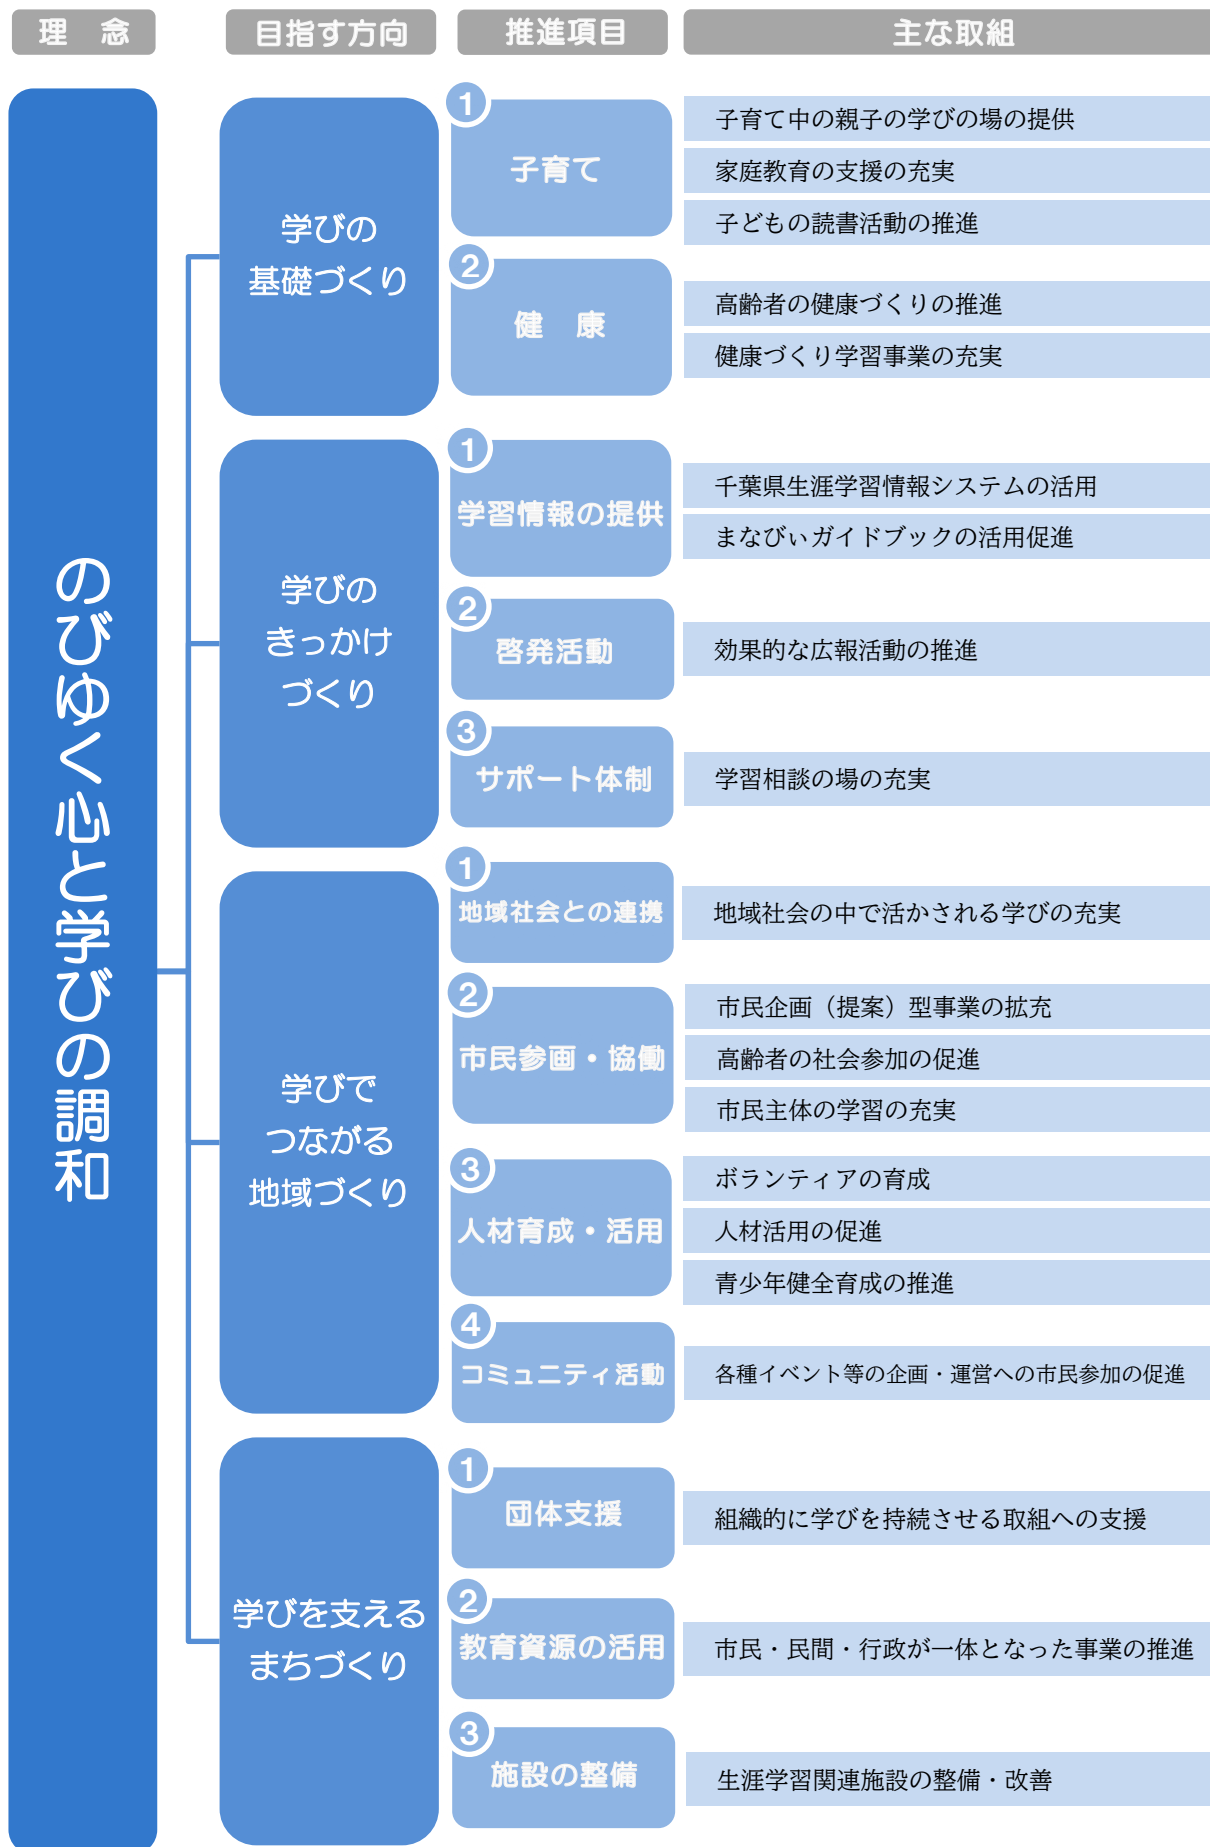 理　念
目指す方向
推進項目
主な取組
のびゆく心と学びの調和
学びの
基礎づくり
1
子育て
子育て中の親子の学びの場の提供
家庭教育の支援の充実
子どもの読書活動の推進
2
健　康
高齢者の健康づくりの推進
健康づくり学習事業の充実
学びの
きっかけ
づくり
1
学習情報の提供
千葉県生涯学習情報システムの活用
まなびぃガイドブックの活用促進
2
啓発活動
効果的な広報活動の推進
3
サポート体制
学習相談の場の充実
学びで
つながる
地域づくり
1
地域社会との連携
地域社会の中で活かされる学びの充実
2
市民参画・協働
市民企画（提案）型事業の拡充
高齢者の社会参加の促進
市民主体の学習の充実
3
人材育成・活用
ボランティアの育成
人材活用の促進
青少年健全育成の推進
4
コミュニティ活動
各種イベント等の企画・運営への市民参加の促進
学びを支える
まちづくり
1
団体支援
組織的に学びを持続させる取組への支援
2
教育資源の活用
市民・民間・行政が一体となった事業の推進
3
施設の整備
生涯学習関連施設の整備・改善